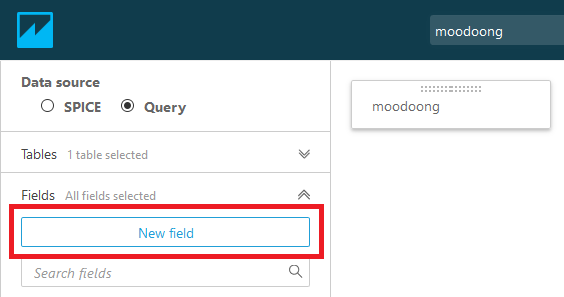 moodoong
Data source
SPICE Query
moodoong
Tables 1 table selected
Fields All fields selected
New field
Search fields